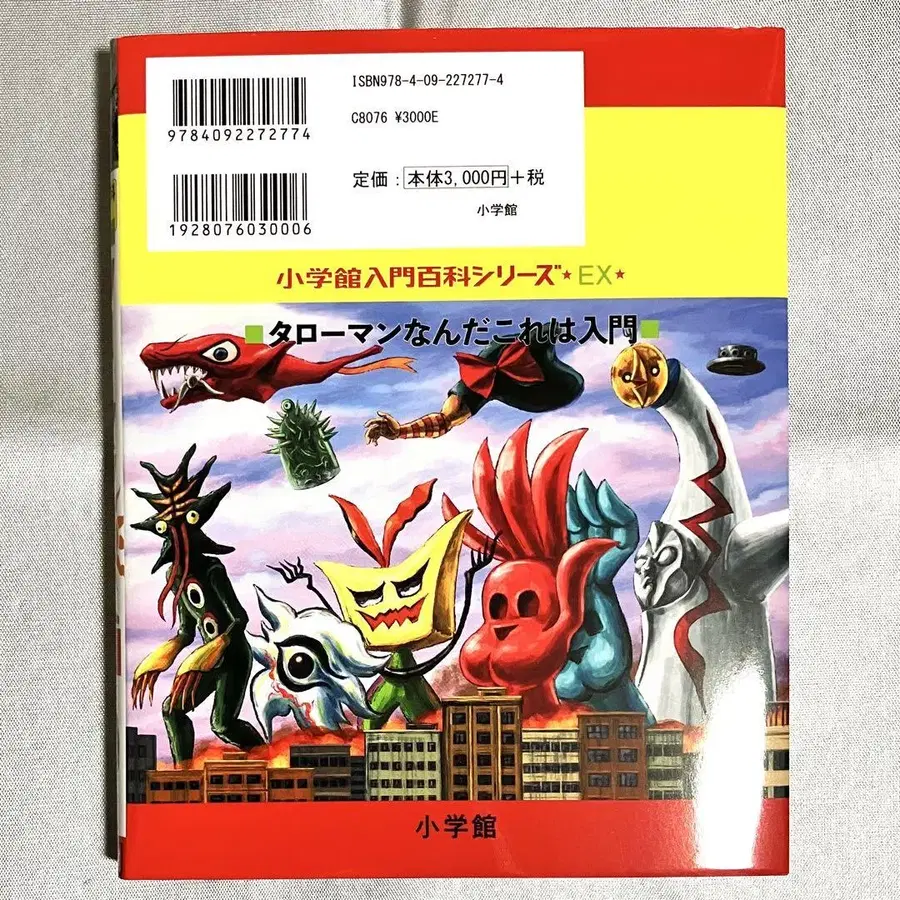 ISBN978-4-09-227277-4
9784092272774
C8076 ¥3000E
定価：本体3,000円＋税
1928076030006
小学館
小学館入門百科シリーズ★EX★
■タローマンなんだこれは入門■
小学館